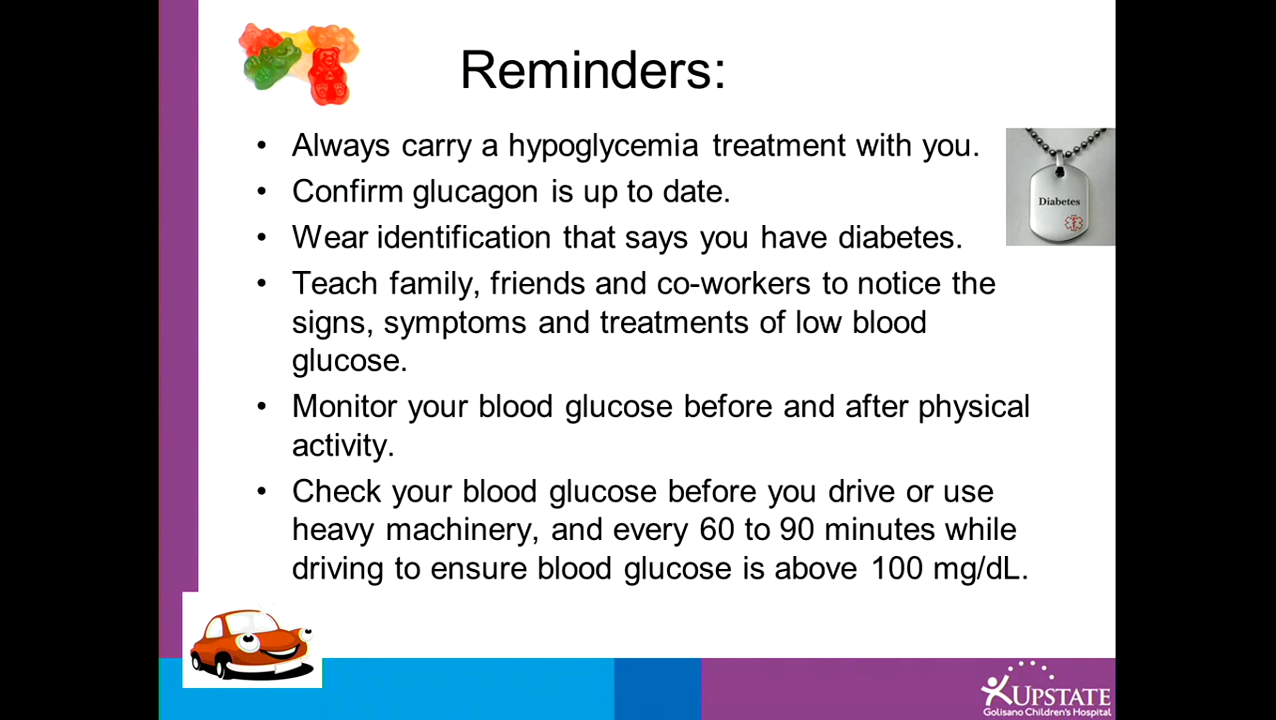 Reminders:
• Always carry a hypoglycemia treatment with you.
• Confirm glucagon is up to date.
Diabetes
• Wear identification that says you have diabetes.
• Teach family, friends and co-workers to notice the
signs, symptoms and treatments of low blood
glucose.
• Monitor your blood glucose before and after physical
activity.
• Check your blood glucose before you drive or use
heavy machinery, and every 60 to 90 minutes while
driving to ensure blood glucose is above 100 mg/dL.
UPSTATE
Golisano Children's Hospital